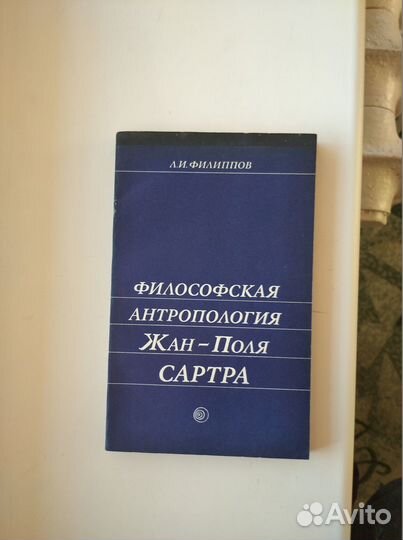 Л.И. ФИЛИППОВ
ФИЛОСОФСКАЯ
АНТРОПОЛОГИЯ
ЖАН-ПОЛЯ
САРТРА
Avito